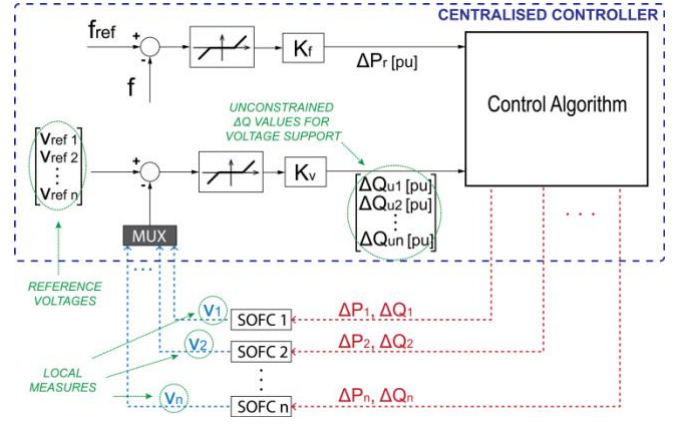 CENTRALISED CONTROLLER
fref
+
-
f
Kf
ΔPr [pu]
Control Algorithm
UNCONSTRAINED
ΔQ VALUES FOR
VOLTAGE SUPPORT
Vref 1
Vref 2
⋮
Vref n
+
-
Kv
ΔQu1 [pu]
ΔQu2 [pu]
⋮
ΔQun [pu]
MUX
...
...
REFERENCE
VOLTAGES
V1
SOFC 1
ΔP1, ΔQ1
V2
SOFC 2
ΔP2, ΔQ2
LOCAL
MEASURES
⋮
Vn
SOFC n
ΔPn, ΔQn